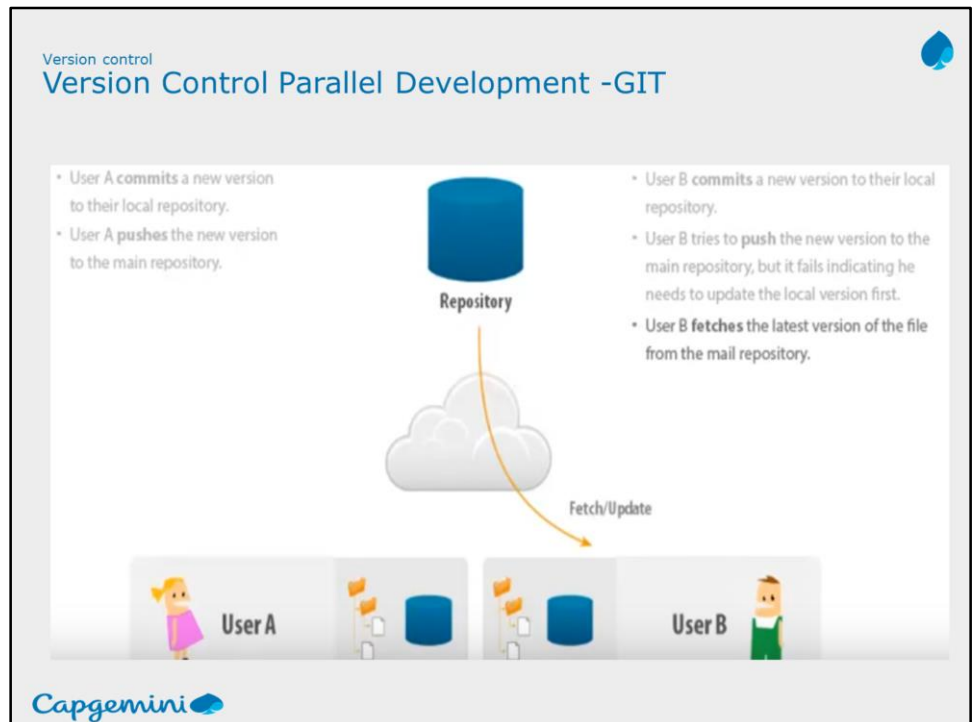 Version control
Version Control Parallel Development -GIT
• User A commits a new version
to their local repository.
• User A pushes the new version
to the main repository.
Repository
• User B commits a new version to their local
repository.
• User B tries to push the new version to the
main repository, but it fails indicating he
needs to update the local version first.
• User B fetches the latest version of the file
from the mail repository.
Fetch/Update
User A
User B
Capgemini